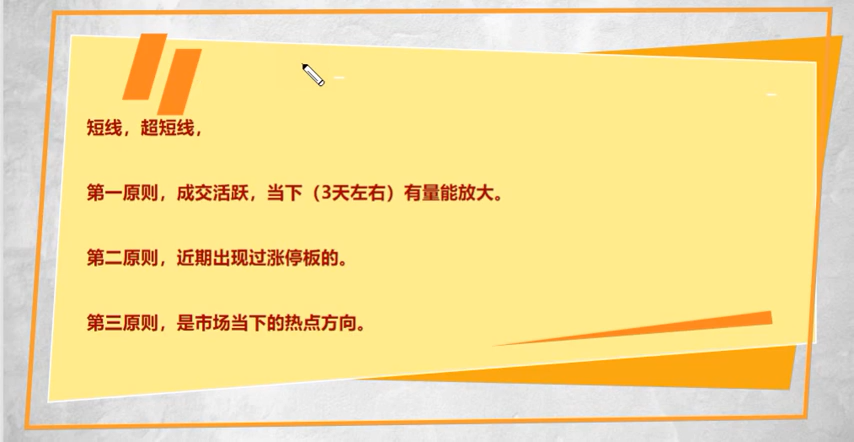 短线，超短线，
第一原则，成交活跃，当下（3天左右）有量能放大。
第二原则，近期出现过涨停板的。
第三原则，是市场当下的热点方向。